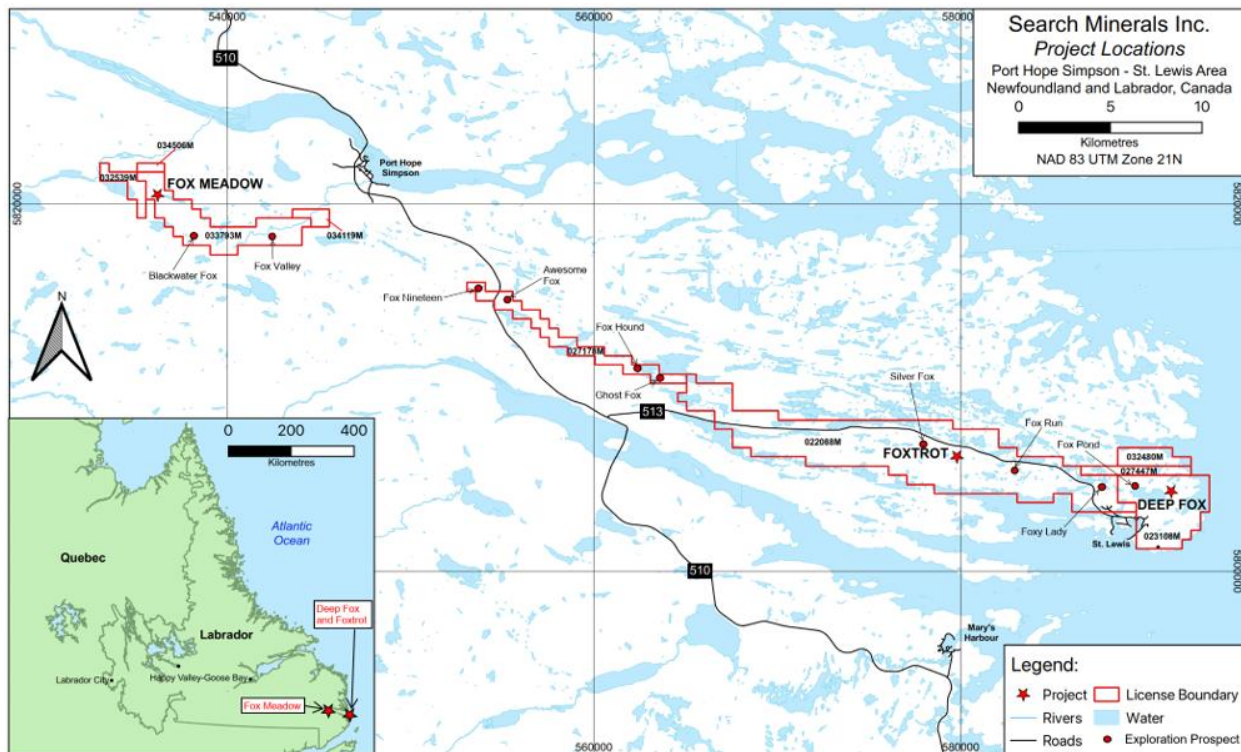 540000
560000
580000
Search Minerals Inc.
Project Locations
Port Hope Simpson - St. Lewis Area
Newfoundland and Labrador, Canada
0 5 10
Kilometres
NAD 83 UTM Zone 21N
510
034506M
Port Hope
Simpson
032539M
FOX MEADOW
5820000
5820000
033793M
034119M
Blackwater Fox
Fox Valley
N
Fox Nineteen
Awesome
Fox
Fox Hound
027178M
Ghost Fox
Silver Fox
513
022088M
FOXTROT
Fox Run
Fox Pond
032480M
027447M
DEEP FOX
Foxy Lady
St. Lewis
023108M
510
5800000
Mary's
Harbour
0 200 400
Kilometres
Atlantic
Ocean
Quebec
Deep Fox
and Foxtrot
Labrador
Labrador City
Happy Valley-Goose Bay
Fox Meadow
Legend:
Project
License Boundary
Rivers
Water
Roads
Exploration Prospect
560000
580000